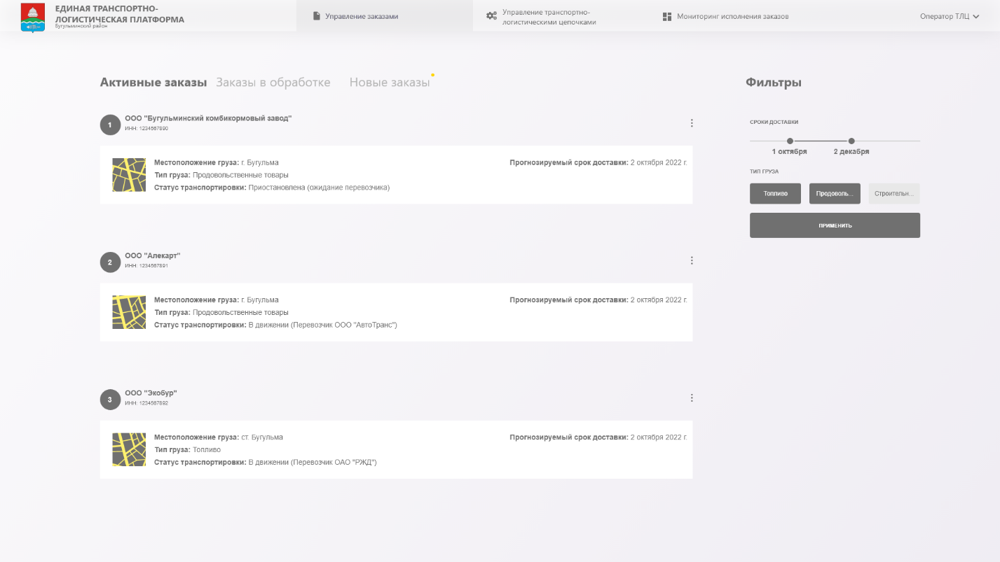 ЕДИНАЯ ТРАНСПОРТНО-
ЛОГИСТИЧЕСКАЯ ПЛАТФОРМА
Бугульминский район
Управление заказами
Управление транспортно-
логистическими цепочками
Мониторинг исполнения заказов
Оператор ТЛЦ
Активные заказы
Заказы в обработке
Новые заказы
Фильтры
1
ООО "Бугульминский комбикормовый завод"
ИНН: 1234567890
Местоположение груза: г. Бугульма
Прогнозируемый срок доставки: 2 октября 2022 г.
Тип груза: Продовольственные товары
Статус транспортировки: Приостановлена (ожидание перевозчика)
2
ООО "Алекарт"
ИНН: 1234567891
Местоположение груза: г. Бугульма
Прогнозируемый срок доставки: 2 октября 2022 г.
Тип груза: Продовольственные товары
Статус транспортировки: В движении (Перевозчик ООО "АвтоТранс")
3
ООО "Экобур"
ИНН: 1234567892
Местоположение груза: ст. Бугульма
Прогнозируемый срок доставки: 2 октября 2022 г.
Тип груза: Топливо
Статус транспортировки: В движении (Перевозчик ОАО "РЖД")
СРОКИ ДОСТАВКИ
1 октября
2 декабря
ТИП ГРУЗА
Топливо
Продоволь...
Строительн...
ПРИМЕНИТЬ